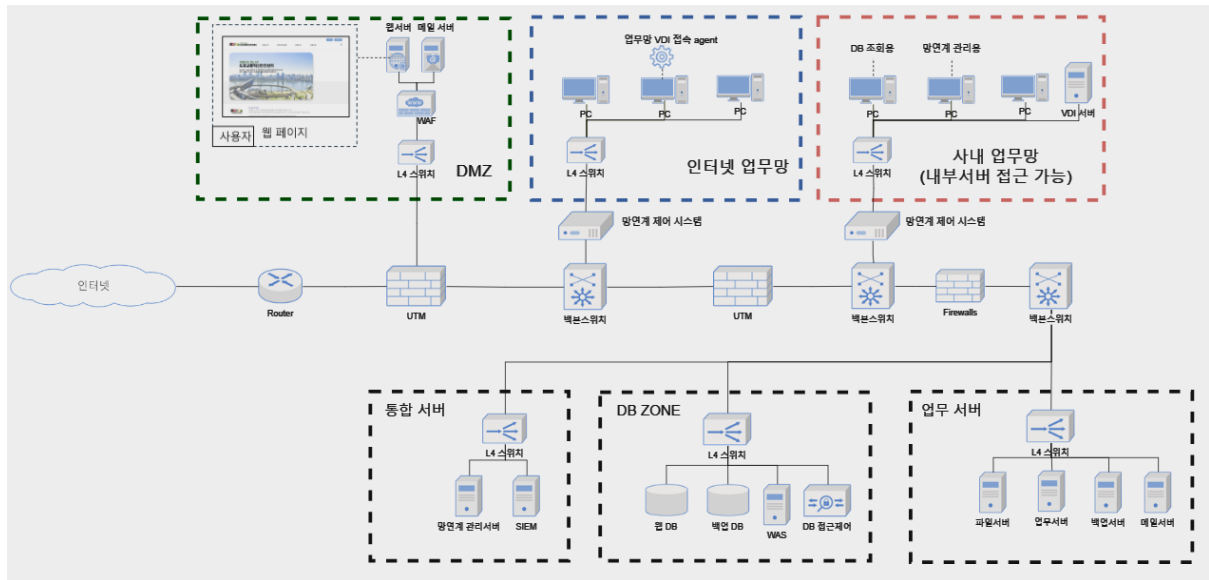 웹서버 메일 서버
WAF
사용자 웹 페이지
L4 스위치
DMZ
업무망 VDI 접속 agent
PC
PC
PC
L4 스위치
인터넷 업무망
DB 조회용
망연계 관리용
PC
PC
PC
VDI 서버
L4 스위치
사내 업무망
(내부서버 접근 가능)
망연계 제어 시스템
망연계 제어 시스템
인터넷
Router
UTM
백본스위치
UTM
백본스위치
Firewalls
백본스위치
통합 서버
L4 스위치
망연계 관리서버
SIEM
DB ZONE
L4 스위치
웹 DB
백업 DB
WAS
DB 접근제어
업무 서버
L4 스위치
파일서버
업무서버
백업서버
메일서버